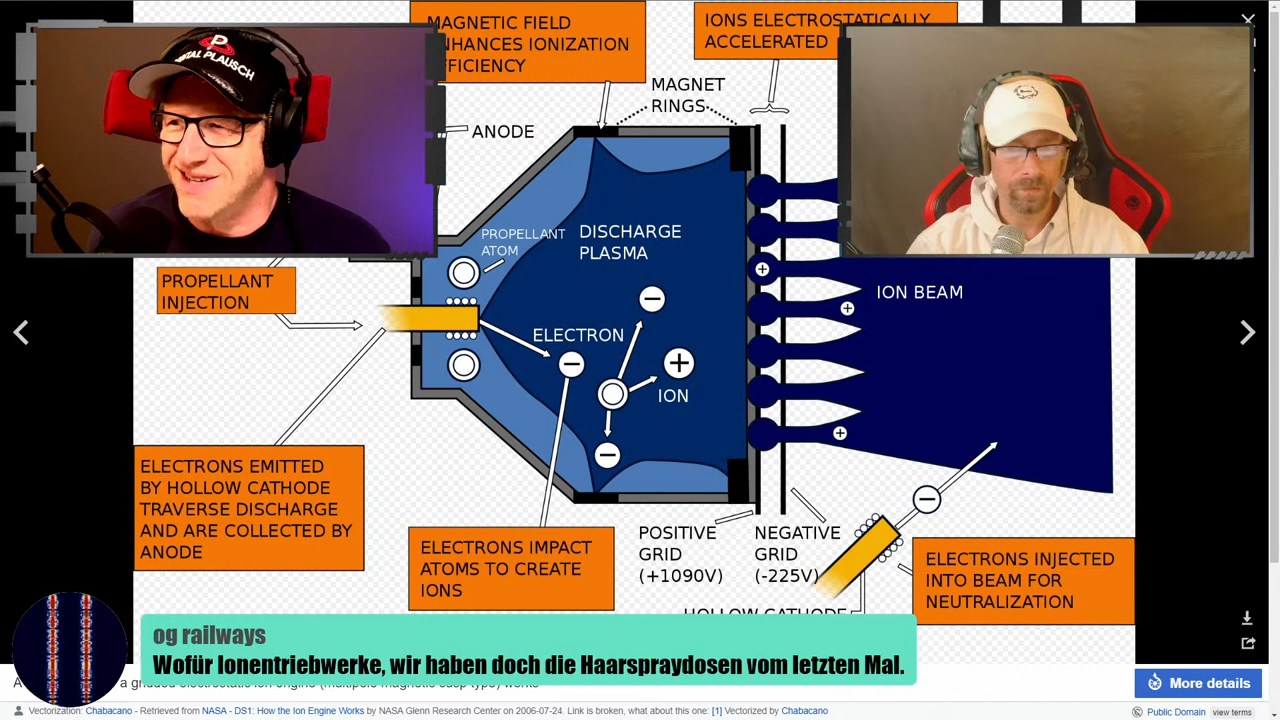 MAGNETIC FIELD
ENHANCES IONIZATION
EFFICIENCY
IONS ELECTROSTATICALLY
ACCELERATED
MAGNET
RINGS
ANODE
PLAUSCH
PROPELLANT
ATOM
DISCHARGE
PLASMA
PROPELLANT
INJECTION
ION BEAM
ELECTRON
ION
ELECTRONS EMITTED
BY HOLLOW CATHODE
TRAVERSE DISCHARGE
AND ARE COLLECTED BY
ANODE
ELECTRONS IMPACT
ATOMS TO CREATE
IONS
POSITIVE
GRID
(+1090V)
NEGATIVE
GRID
(-225V)
HOLLOW CATHODE
ELECTRONS INJECTED
INTO BEAM FOR
NEUTRALIZATION
og railways
Wofür Ionentriebwerke, wir haben doch die Haarspraydosen vom letzten Mal.
More details
Vectorization: Chabacano - Retrieved from NASA - DS1: How the Ion Engine Works by NASA Glenn Research Center on 2006-07-24. Link is broken, what about this one: [1] Vectorized by Chabacano
Public Domain view terms